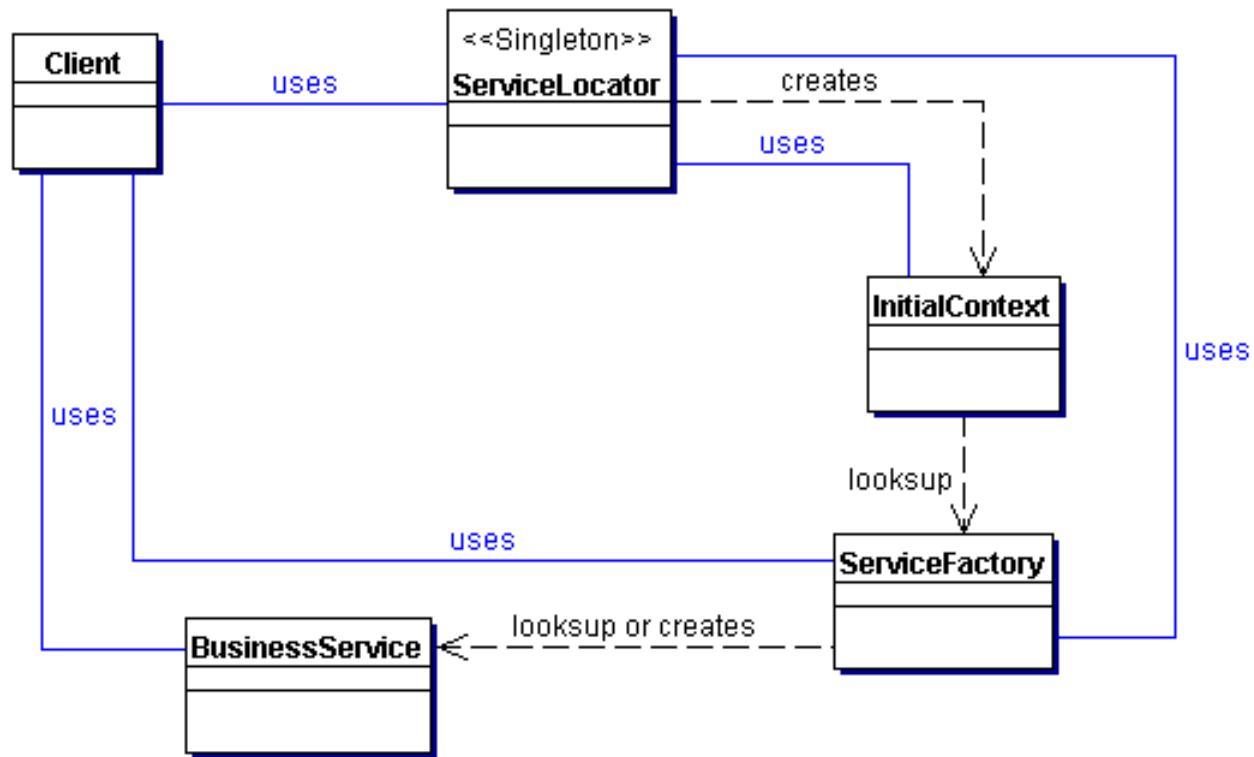 <<Singleton>>
ServiceLocator
Client
uses
creates
uses
InitialContext
uses
uses
looksup
uses
ServiceFactory
looksup or creates
BusinessService